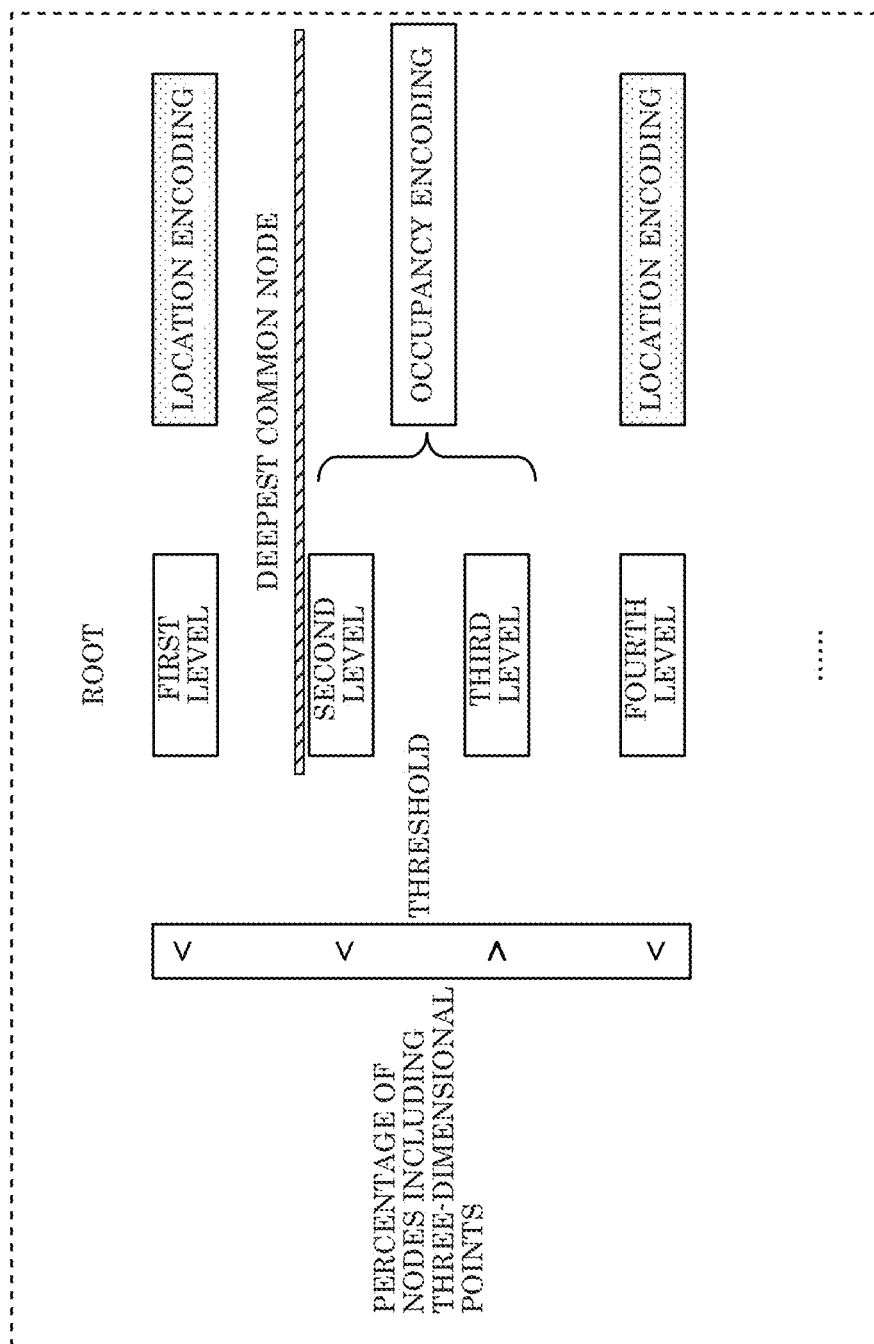 ROOT
<
FIRST
LEVEL
LOCATION ENCODING
DEEPEST COMMON NODE
<
SECOND
LEVEL
PERCENTAGE OF
NODES INCLUDING
THREE-DIMENSIONAL
POINTS
THRESHOLD
OCCUPANCY ENCODING
>
THIRD
LEVEL
<
FOURTH
LEVEL
LOCATION ENCODING
.....